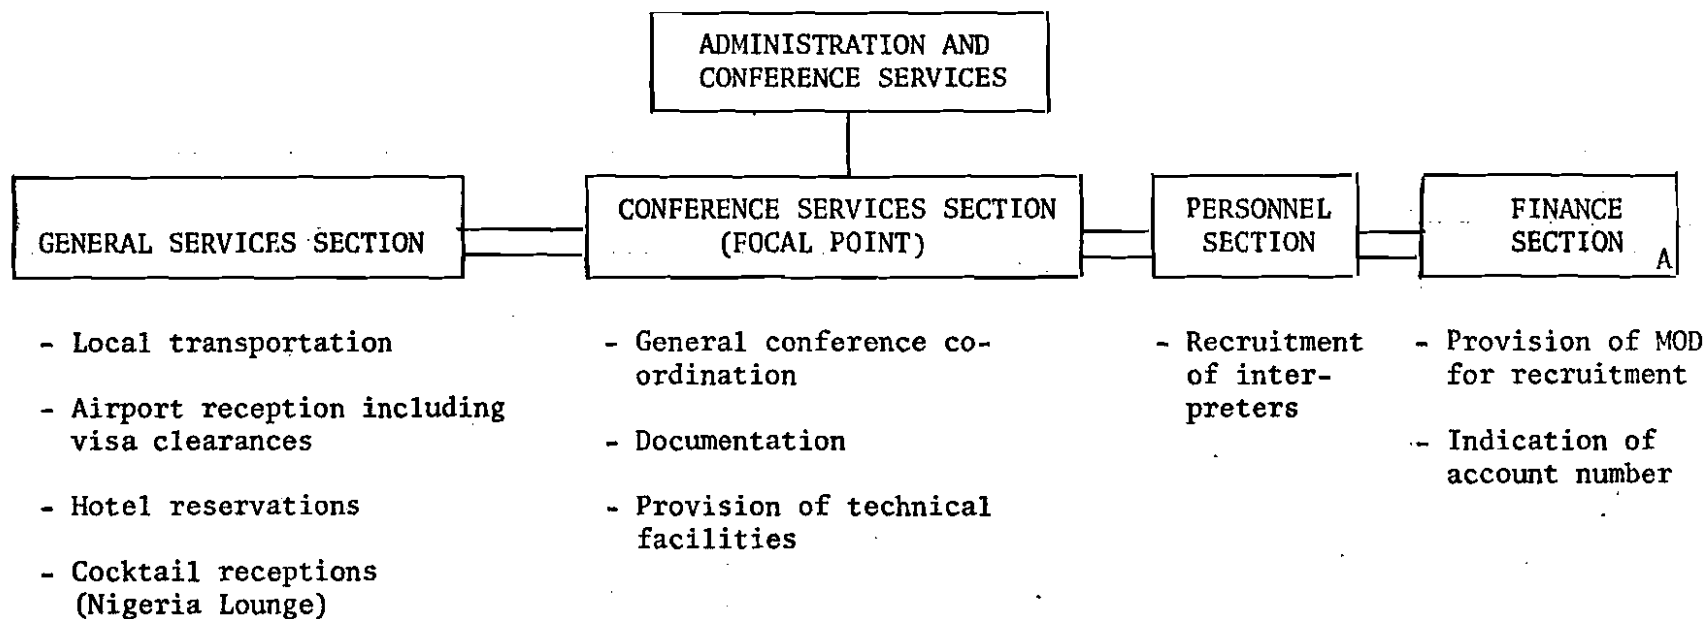 ADMINISTRATION AND
CONFERENCE SERVICES
GENERAL SERVICES SECTION
CONFERENCE SERVICES SECTION
(FOCAL POINT)
PERSONNEL
SECTION
FINANCE
SECTION
A
- Local transportation
- Airport reception including
visa clearances
- Hotel reservations
- Cocktail receptions
(Nigeria Lounge)
- General conference co-
ordination
- Documentation
- Provision of technical
facilities
- Recruitment
of inter-
preters
- Provision of MOD
for recruitment
- Indication of
account number